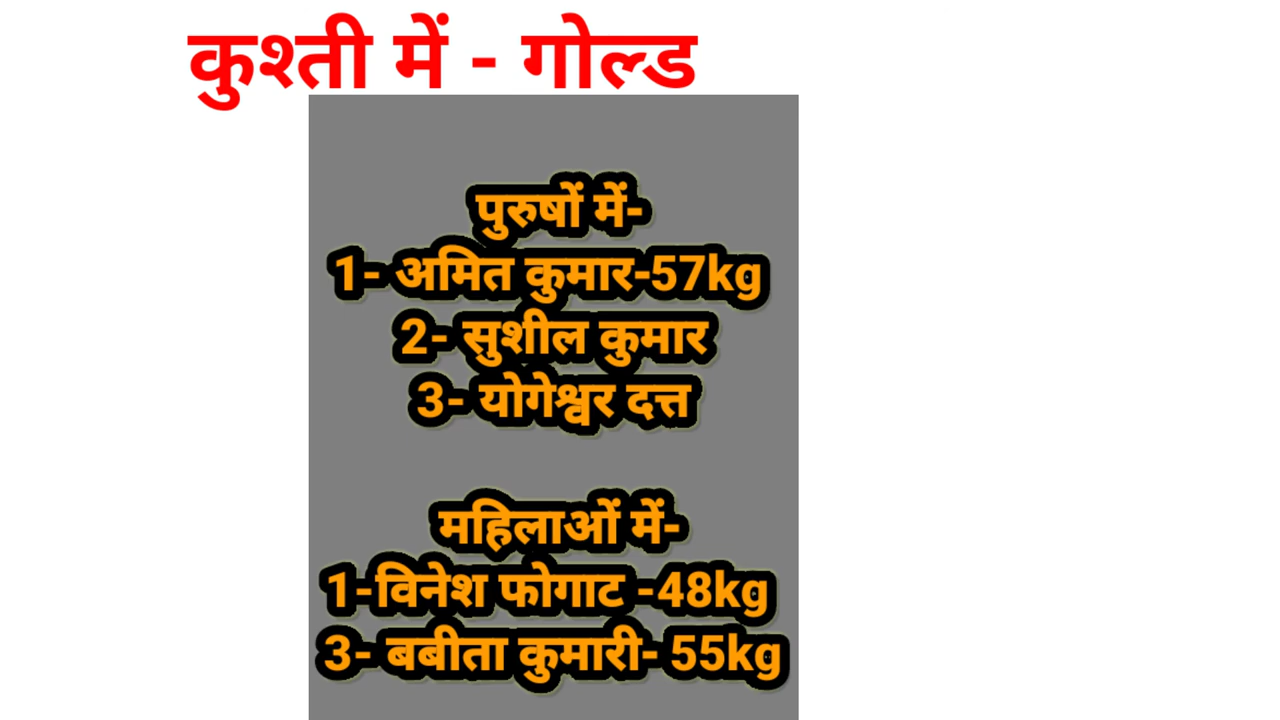 कुश्ती में - गोल्ड
पुरुषों में-
1- अमित कुमार-57kg
2- सुशील कुमार
3- योगेश्वर दत्त
महिलाओं में-
1-विनेश फोगाट -48kg
3- बबीता कुमारी- 55kg